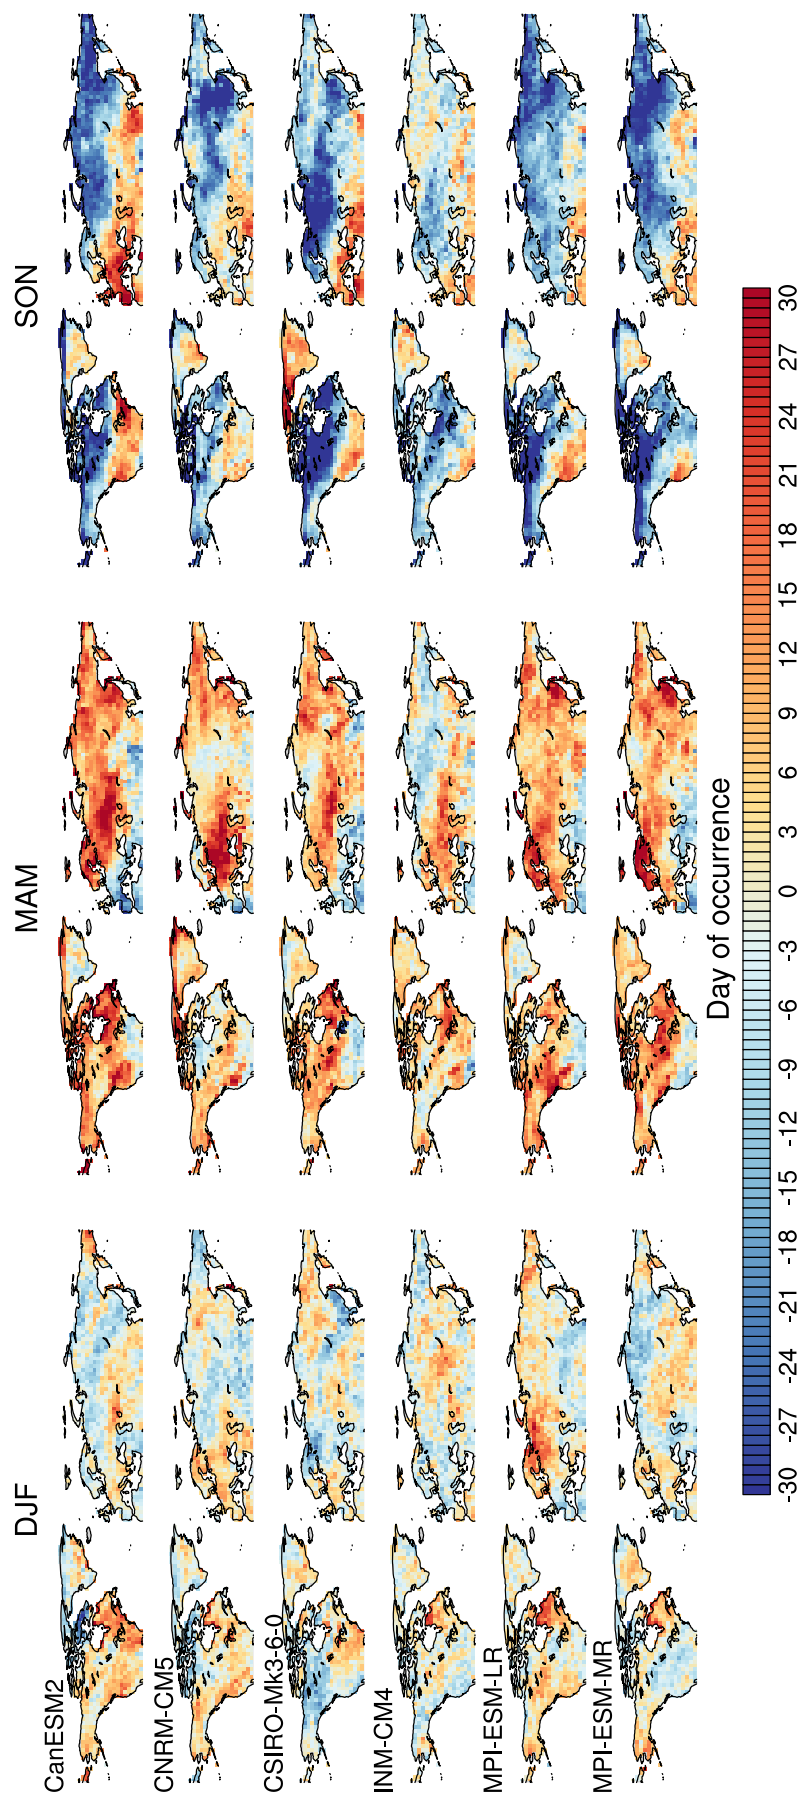 DJF MAM SON
CanESM2
CNRM-CM5
CSIRO-Mk3-6-0
INM-CM4
MPI-ESM-LR
MPI-ESM-MR
Day of occurrence
-30 -27 -24 -21 -18 -15 -12 -9 -6 -3 0 3 6 9 12 15 18 21 24 27 30